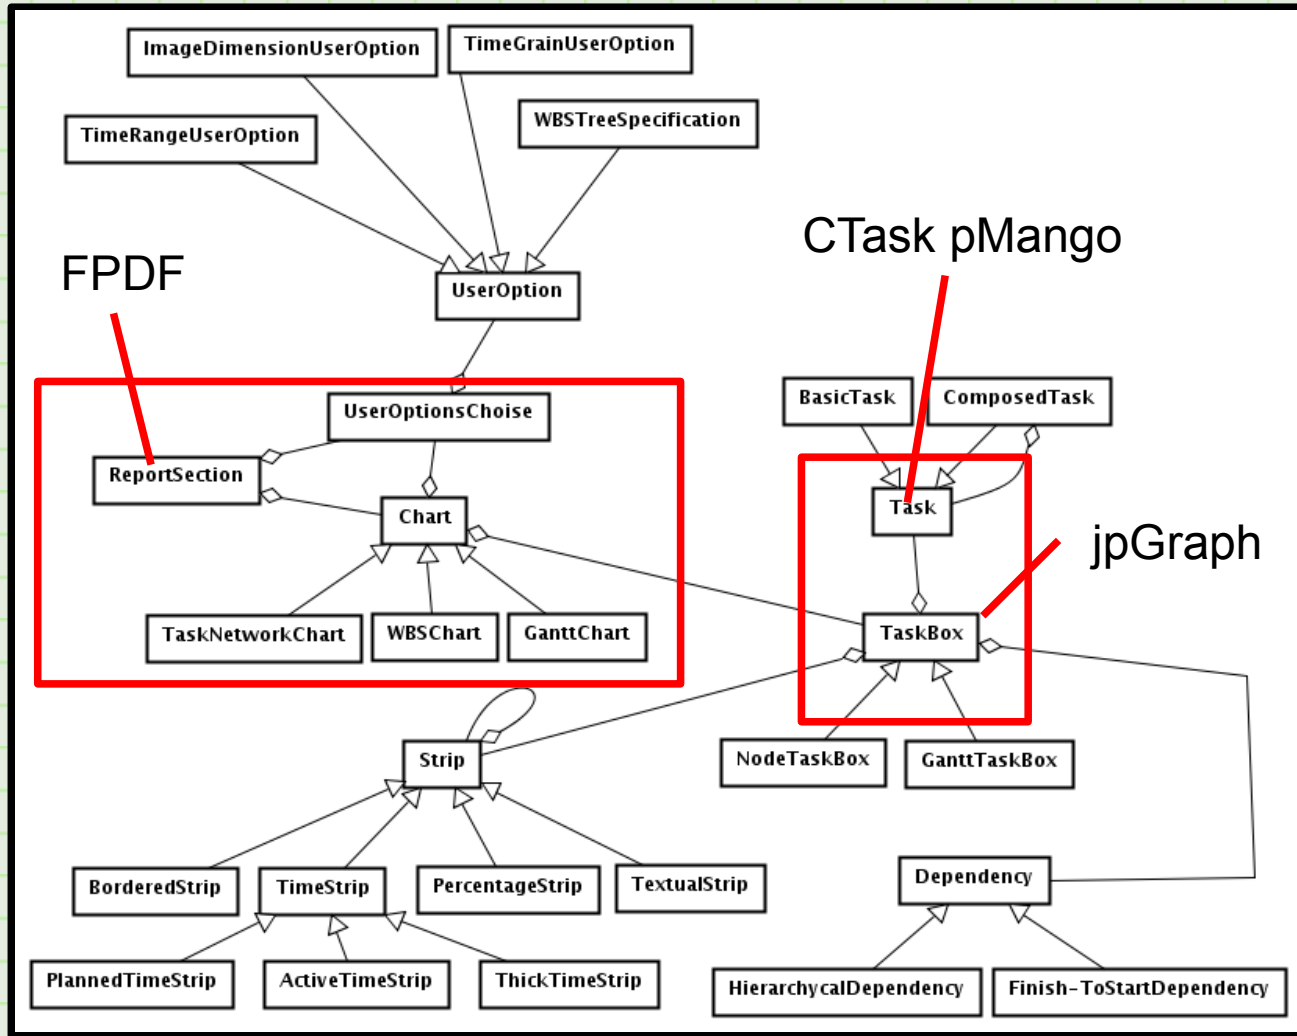 ImageDimensionUserOption
TimeGrainUserOption
TimeRangeUserOption
WBSTreeSpecification
CTask pMango
FPDF
UserOption
BasicTask
ComposedTask
UserOptionsChoise
ReportSection
Task
Chart
jpGraph
TaskNetworkChart
WBSChart
GanttChart
TaskBox
Strip
NodeTaskBox
GanttTaskBox
BorderedStrip
TimeStrip
PercentageStrip
TextualStrip
Dependency
PlannedTimeStrip
ActiveTimeStrip
ThickTimeStrip
HierarchycalDependency
Finish-ToStartDependency